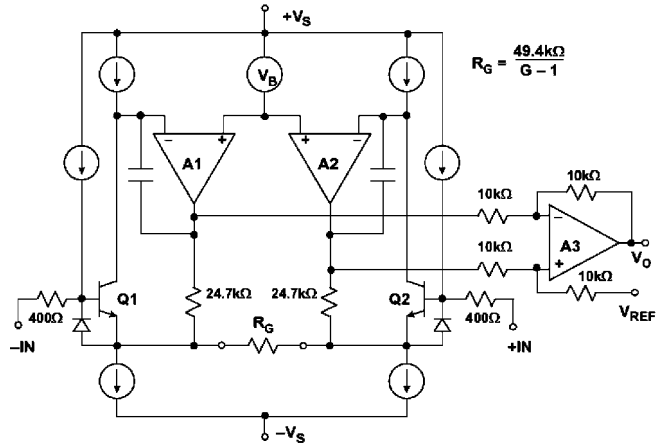 +VS
RG = 49.4kΩ
G – 1
VB
– +
+ –
A1
A2
10kΩ
10kΩ
–
A3
+
VO
10kΩ
10kΩ
VREF
Q1
24.7kΩ
24.7kΩ
Q2
400Ω
400Ω
–IN
RG
+IN
–VS